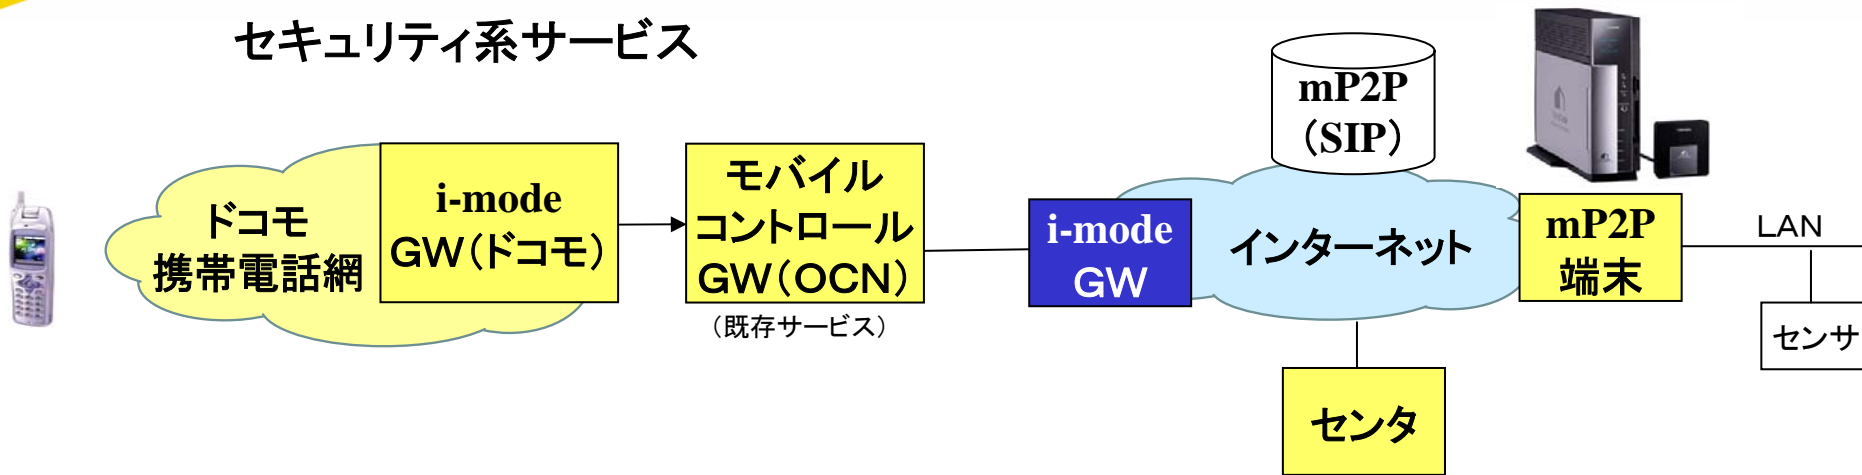 セキュリティ系サービス
ドコモ
携帯電話網
i-mode
GW(ドコモ)
モバイル
コントロール
GW(OCN)
(既存サービス)
i-mode
GW
mP2P
(SIP)
インターネット
mP2P
端末
LAN
センサ
センタ